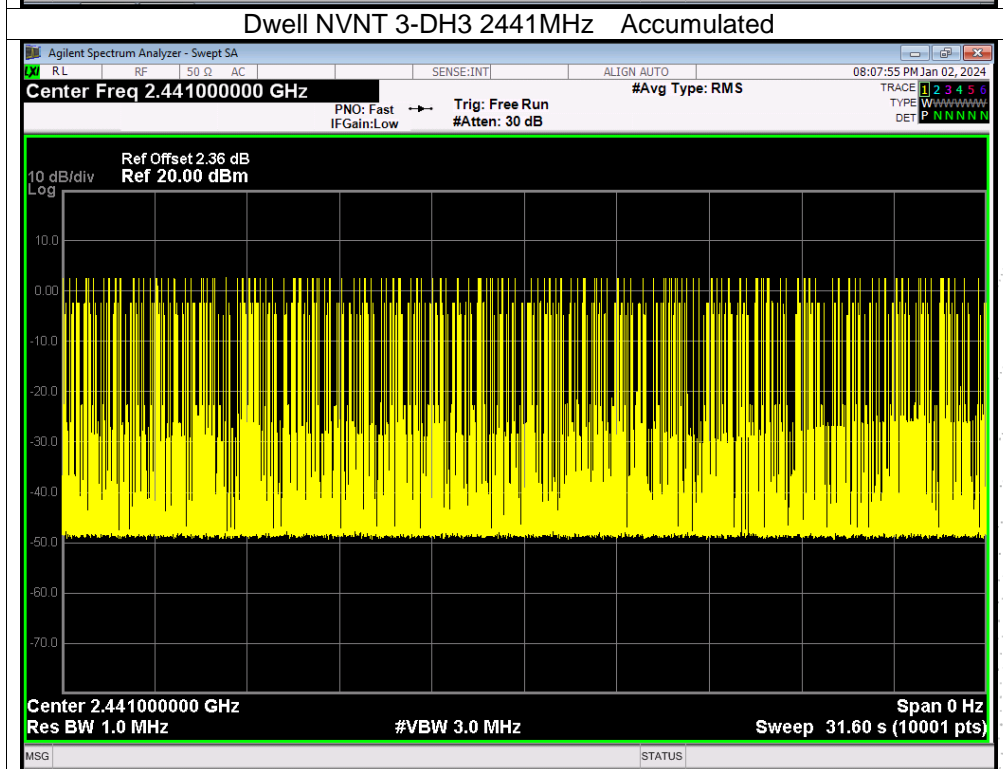 Dwell NVNT 3-DH3 2441MHz Accumulated
Agilent Spectrum Analyzer - Swept SA
LXI RL RF 50 Ω AC SENSE:INT ALIGN AUTO 08:07:55 PM Jan 02, 2024
Center Freq 2.441000000 GHz #Avg Type: RMS TRACE 1 2 3 4 5 6
PNO: Fast Trig: Free Run TYPE WWWWWW
IFGain:Low #Atten: 30 dB DET P N N N N N
Ref Offset 2.36 dB
10 dB/div Ref 20.00 dBm
Log
10.0
0.00
-10.0
-20.0
-30.0
-40.0
-50.0
-60.0
-70.0
Center 2.441000000 GHz Span 0 Hz
Res BW 1.0 MHz #VBW 3.0 MHz Sweep 31.60 s (10001 pts)
MSG STATUS